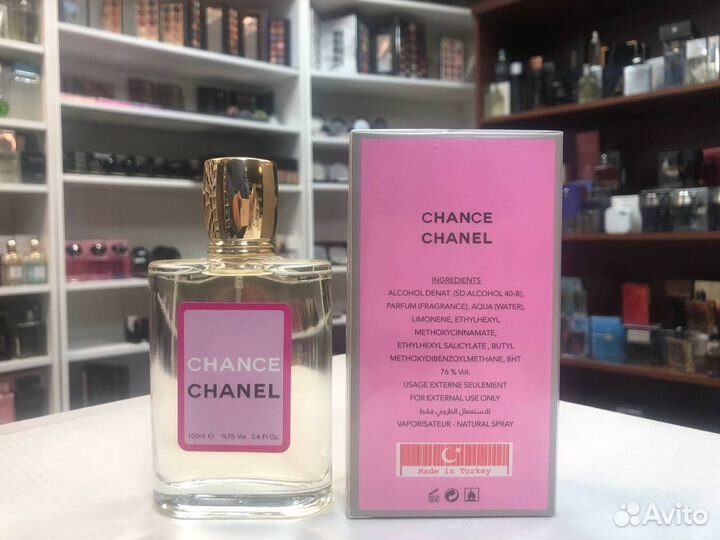 CHANCE
CHANEL
100ml e %76 Vol 3.4 Fl.Oz.
CHANCE
CHANEL
INGREDIENTS
ALCOHOL DENAT. (SD ALCOHOL 40-B),
PARFUM (FRAGRANCE), AQUA (WATER),
LIMONENE, ETHYLHEXYL
METHOXYCINNAMATE,
ETHYLHEXYL SALICYLATE , BUTYL
METHOXYDIBENZOYLMETHANE, BHT
76 % Vol.
USAGE EXTERNE SEULEMENT
FOR EXTERNAL USE ONLY
للاستعمال الخارجي فقط
VAPORISATEUR - NATURAL SPRAY
Made in Turkey
Avito